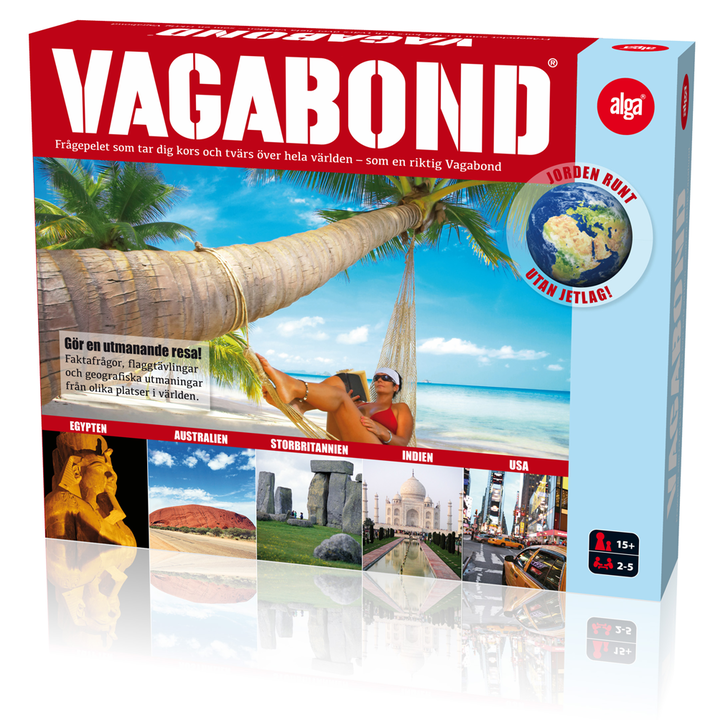 VAGABOND
VAGABOND®
Frågepelet som tar dig kors och tvärs över hela världen – som en riktig Vagabond
alga®
alga
alga
JORDEN RUNT
UTAN JETLAG!
Gör en utmanande resa!
Faktafrågor, flaggtävlingar
och geografiska utmaningar
från olika platser i världen.
EGYPTEN
AUSTRALIEN
STORBRITANNIEN
INDIEN
USA
VAGABOND
15+
2-5